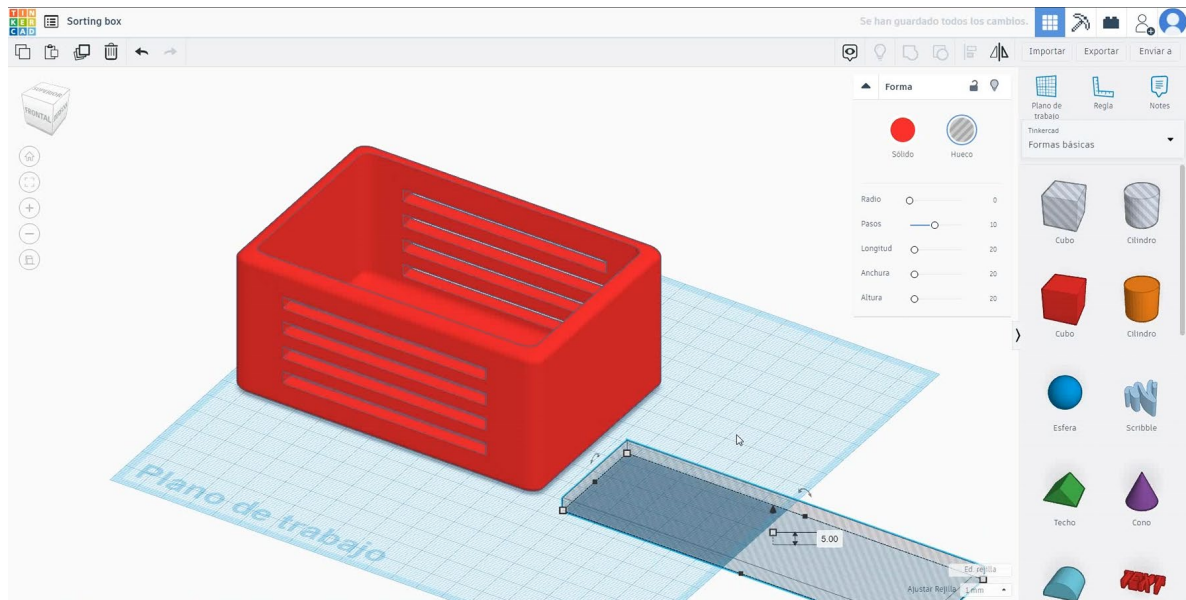 TIN
KER
CAD
Sorting box
Se han guardado todos los cambios.
Importar
Exportar
Enviar a
SUPERIOR
FRONTAL
Forma
Sólido
Hueco
Radio
0
Pasos
10
Longitud
20
Anchura
20
Altura
20
Plano de
trabajo
Regla
Notes
Tinkercad
Formas básicas
Cubo
Cilindro
Cubo
Cilindro
Esfera
Scribble
Techo
Cono
TEXT
Plano de trabajo
5.00
Ed. rejilla
Ajustar Rejilla
1 mm